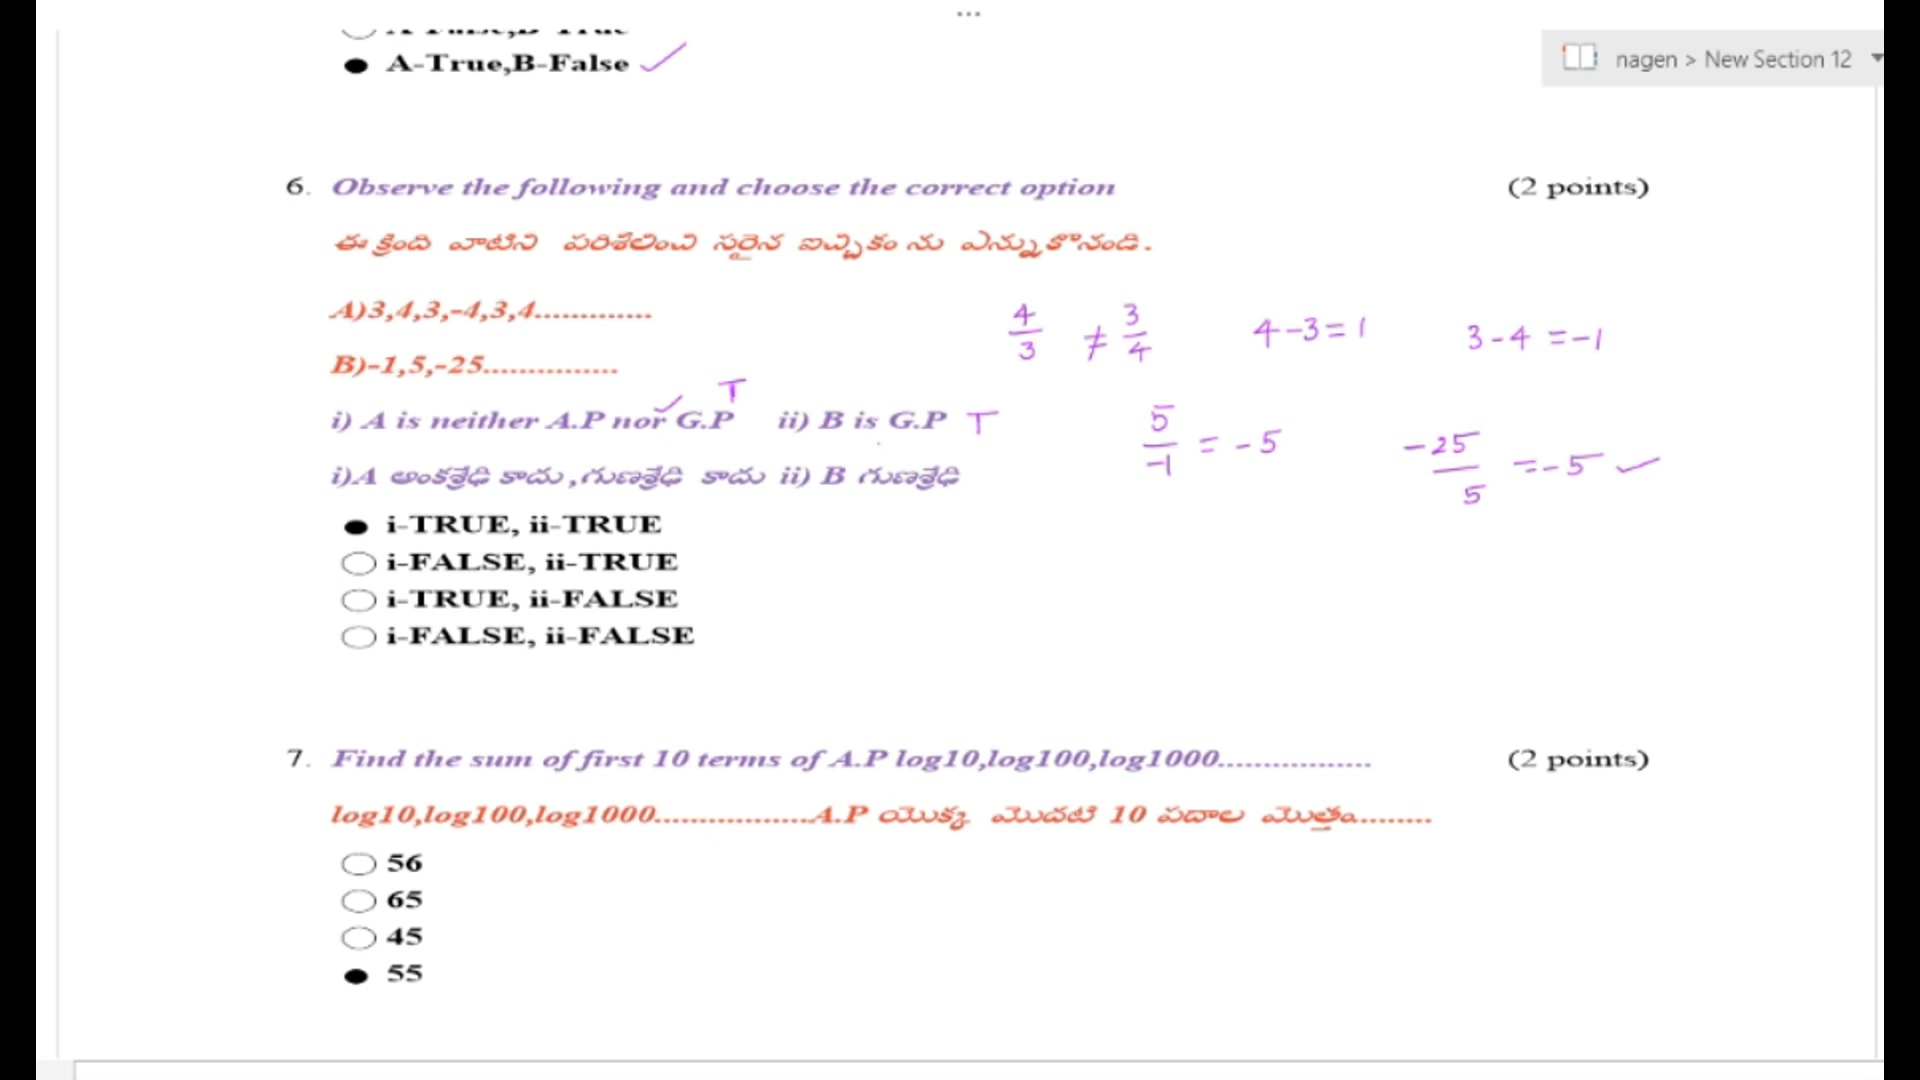 ...
nagen > New Section 12
A-True,B-False ✓
6. Observe the following and choose the correct option (2 points)
ఈ క్రింది వాటిని పరిశీలించి సరైన ఐచ్ఛికం ను ఎన్నుకొనండి.
A)3,4,3,-4,3,4.............
4/3 ≠ 3/4 4-3=1 3-4=-1
B)-1,5,-25...............
i) A is neither A.P nor G.P ✓ T ii) B is G.P T
5/-1 = -5 -25/5 =-5 ✓
i)A అంకశ్రేఢి కాదు ,గుణశ్రేఢి కాదు ii) B గుణశ్రేఢి
i-TRUE, ii-TRUE
i-FALSE, ii-TRUE
i-TRUE, ii-FALSE
i-FALSE, ii-FALSE
7. Find the sum of first 10 terms of A.P log10,log100,log1000................. (2 points)
log10,log100,log1000.................A.P యొక్క మొదటి 10 పదాల మొత్తం.........
56
65
45
55